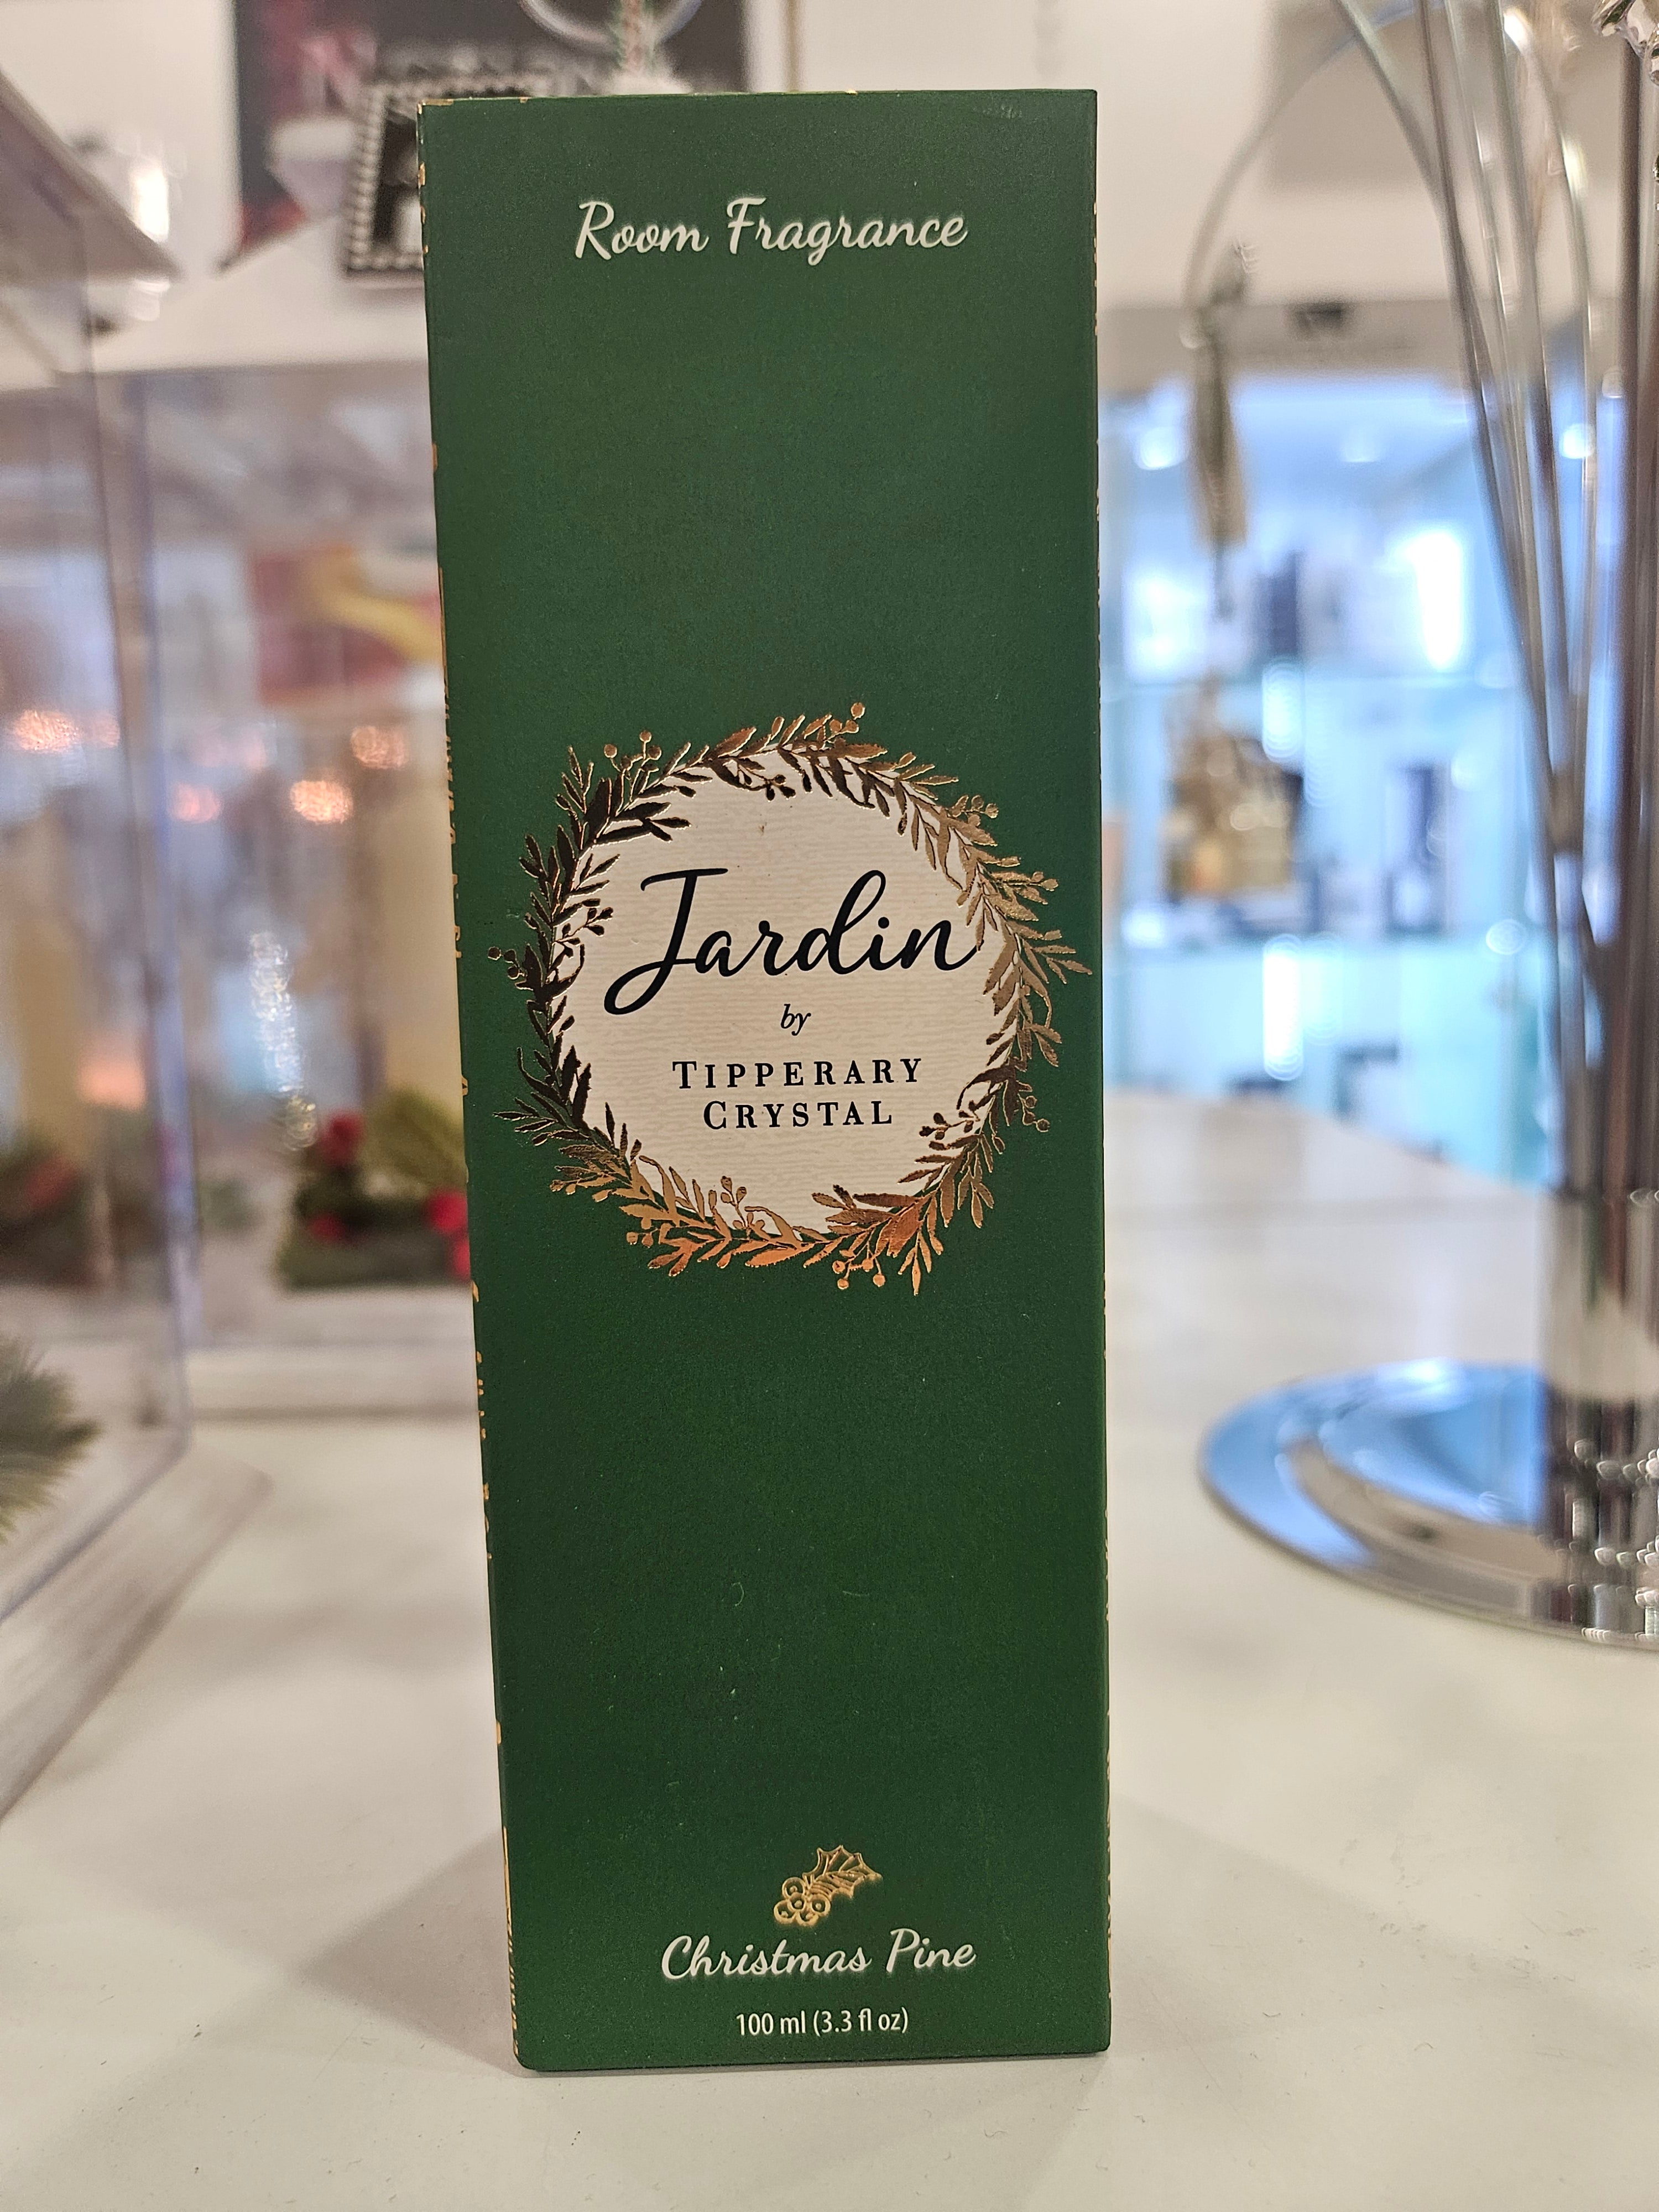 Room Fragrance
Jardin
by
TIPPERARY
CRYSTAL
Christmas Pine
100 ml (3.3 fl oz)